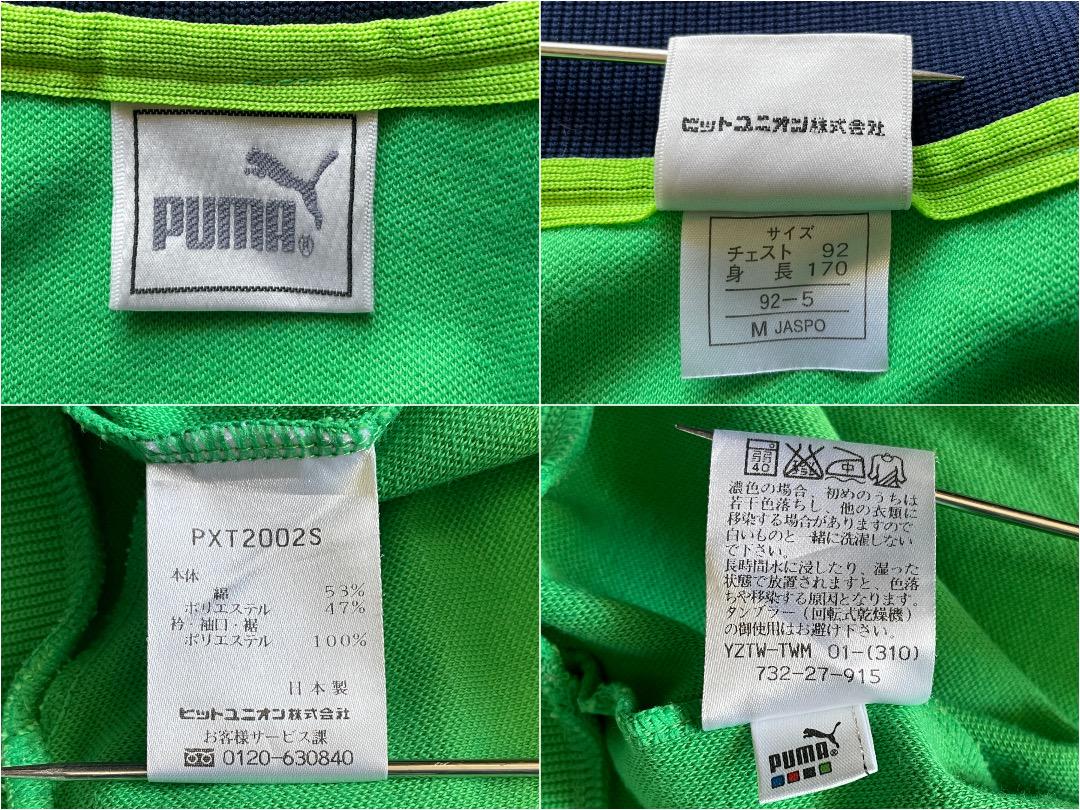 PUMA®
ヒットユニオン株式会社
サイズ
チェスト 92
身長 170
92-5
M JASPO
PXT2002S
本体
綿 53%
ポリエステル 47%
衿・袖口・裾
ポリエステル 100%
日本製
ヒットユニオン株式会社
お客様サービス課
0120-630840
弱 40
エンソサラシ
中
濃色の場合、初めのうちは
若干色落ちし、他の衣類に
移染する場合がありますので
白いものと一緒に洗濯しない
で下さい。
長時間水に浸したり、湿った
状態で放置されますと、色落
ちや移染する原因となります。
タンブラー(回転式乾燥機)
の御使用はお避け下さい。
YZTW-TWM 01-(310)
732-27-915
PUMA®